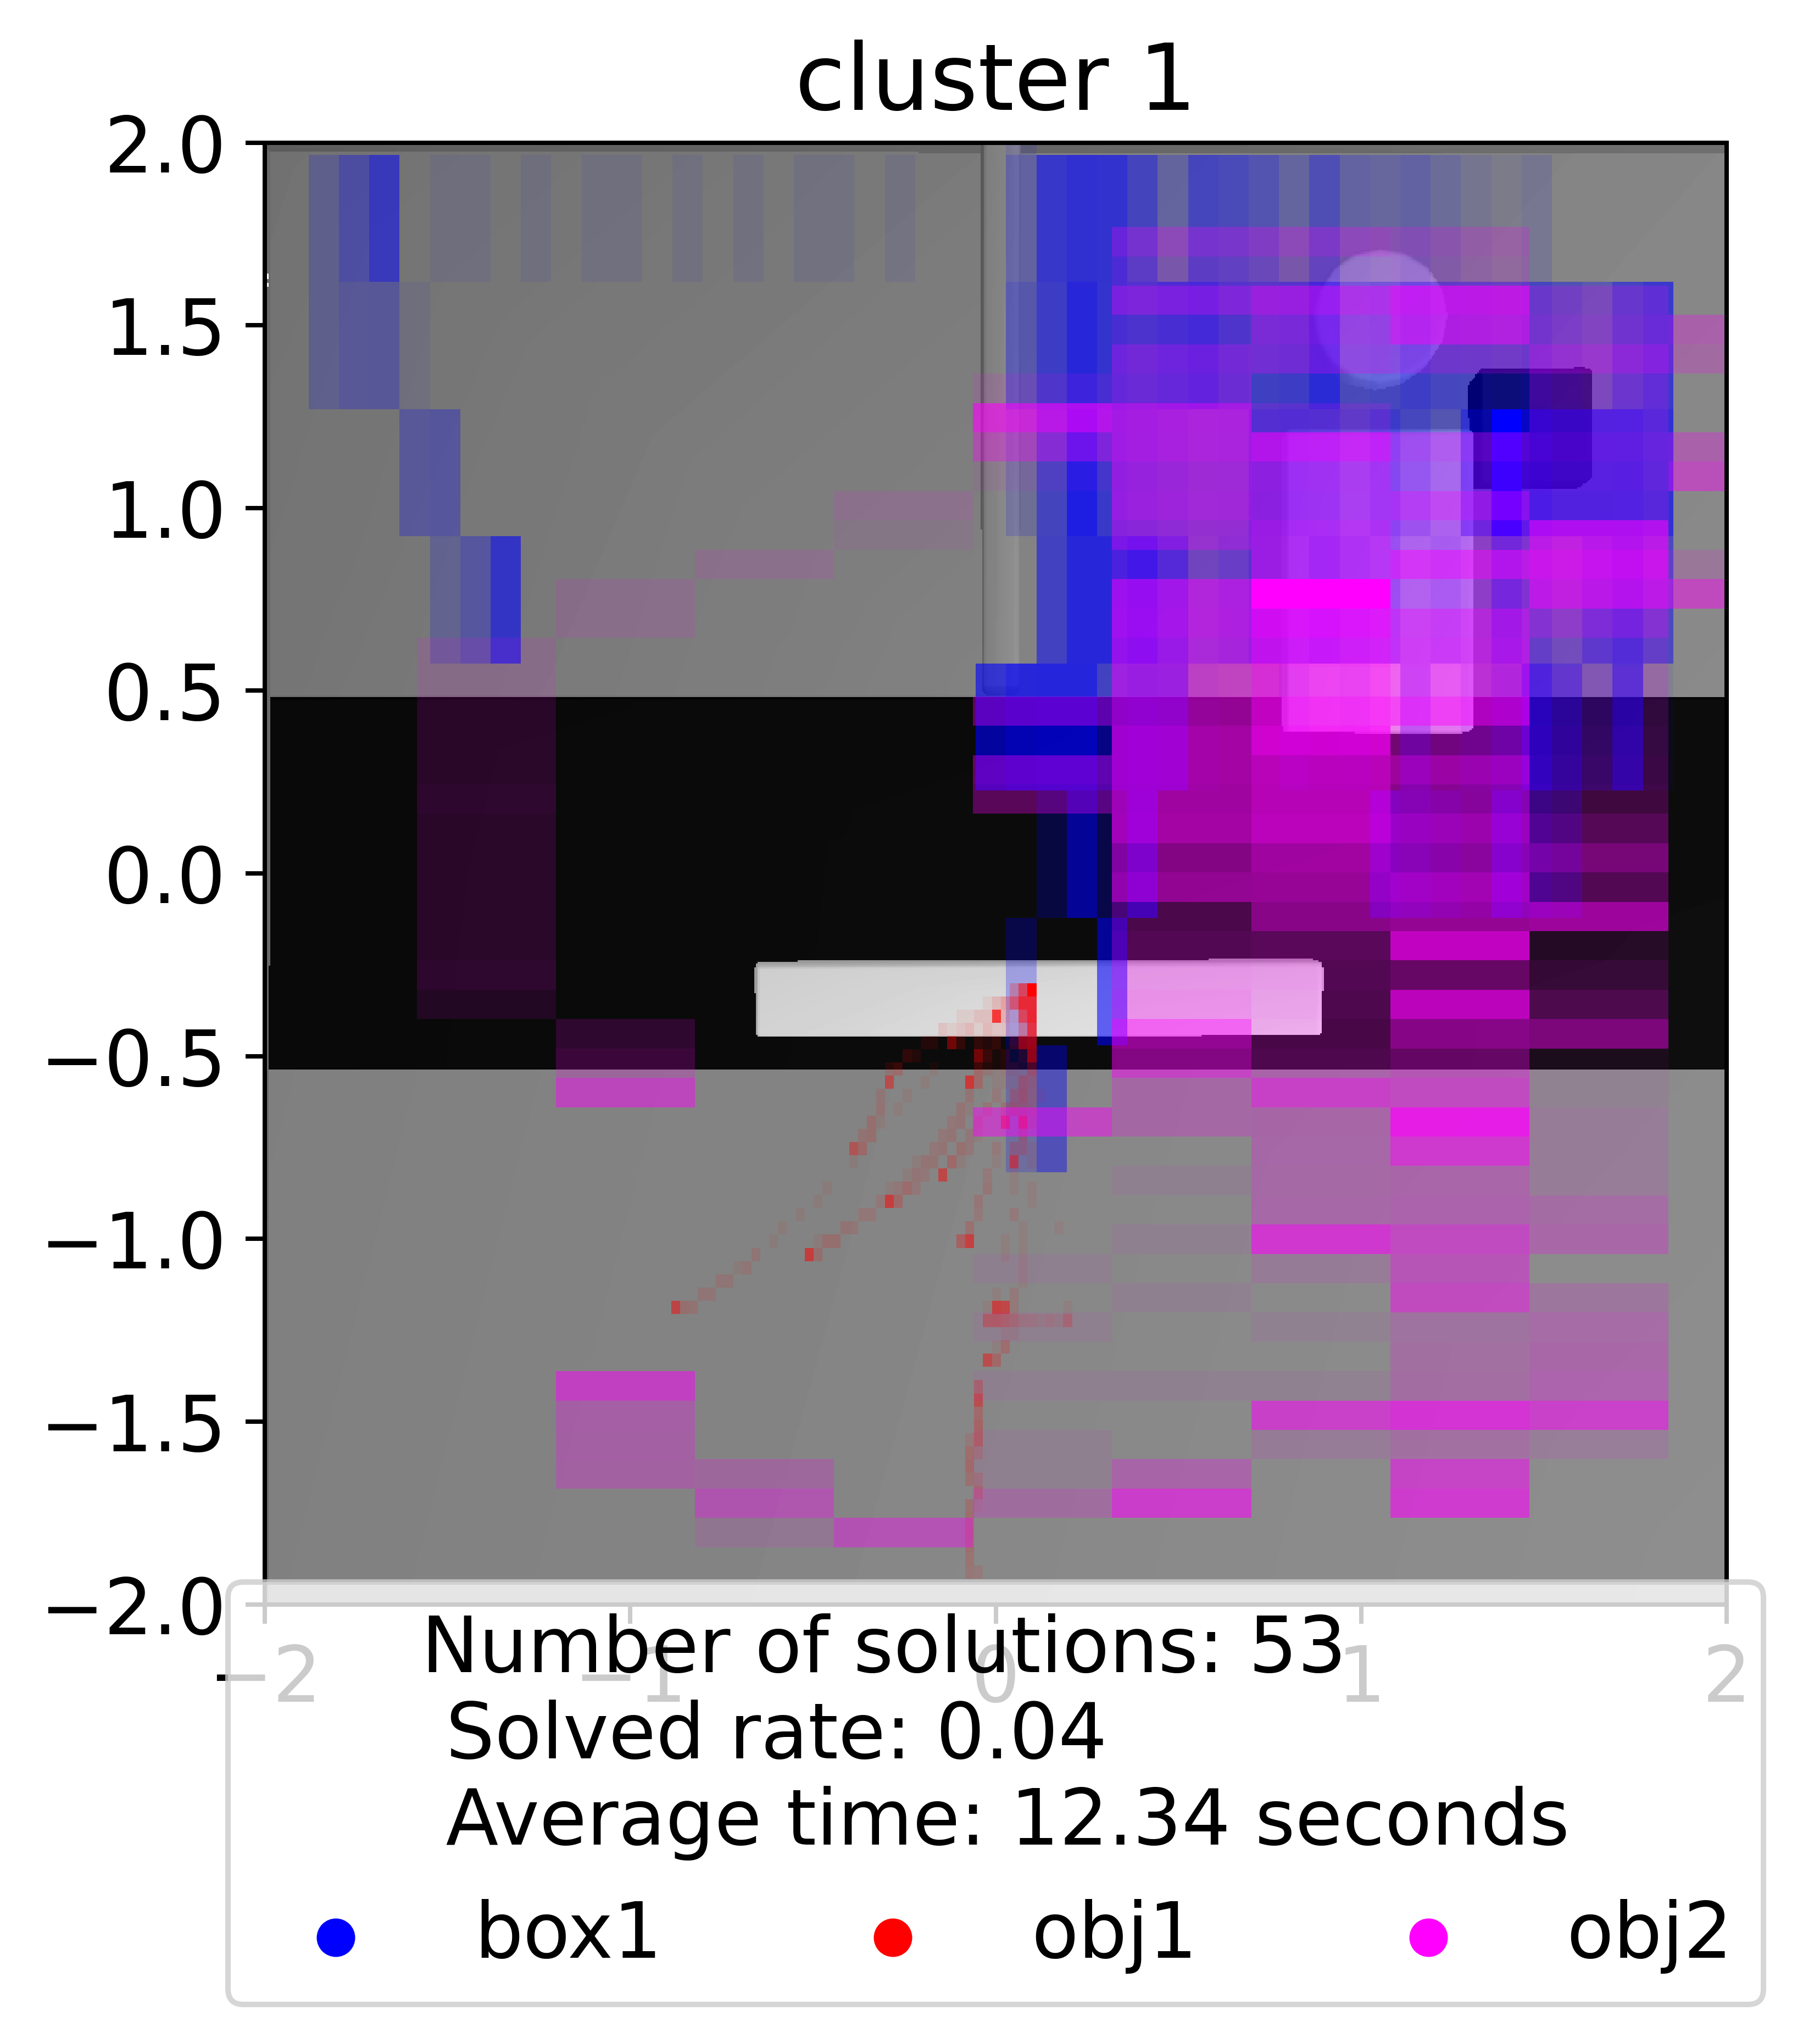 cluster 1
2.0
1.5
1.0
0.5
0.0
−0.5
−1.0
−1.5
−2.0
−2 −1 0 1 2
Number of solutions: 53
Solved rate: 0.04
Average time: 12.34 seconds
box1 obj1 obj2